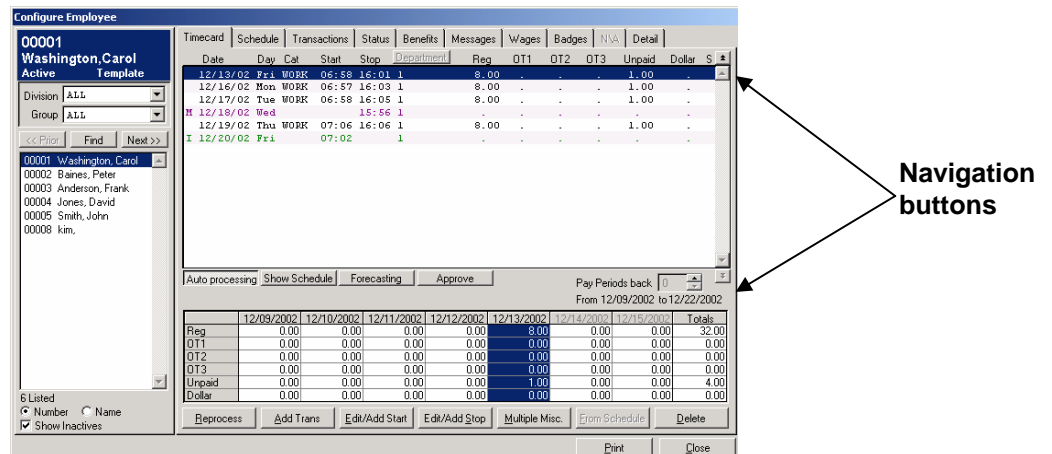 Configure Employee
00001
Washington,Carol
Active Template
Division ALL
Group ALL
<< Prior Find Next >>
00001 Washington, Carol
00002 Baines, Peter
00003 Anderson, Frank
00004 Jones, David
00005 Smith, John
00008 kim,
6 Listed
Number Name
Show Inactives
Timecard Schedule Transactions Status Benefits Messages Wages Badges N\A Detail
Date Day Cat Start Stop Department Reg OT1 OT2 OT3 Unpaid Dollar S
12/13/02 Fri WORK 06:58 16:01 1 8.00 . . . 1.00 .
12/16/02 Mon WORK 06:57 16:03 1 8.00 . . . 1.00 .
12/17/02 Tue WORK 06:58 16:05 1 8.00 . . . 1.00 .
M 12/18/02 Wed 15:56 1 . . . . . .
12/19/02 Thu WORK 07:06 16:06 1 8.00 . . . 1.00 .
I 12/20/02 Fri 07:02 1 . . . . . .
Auto processing Show Schedule Forecasting Approve
Pay Periods back 0
From 12/09/2002 to 12/22/2002
12/09/2002 12/10/2002 12/11/2002 12/12/2002 12/13/2002 12/14/2002 12/15/2002 Totals
Reg 0.00 0.00 0.00 0.00 8.00 0.00 0.00 32.00
OT1 0.00 0.00 0.00 0.00 0.00 0.00 0.00 0.00
OT2 0.00 0.00 0.00 0.00 0.00 0.00 0.00 0.00
OT3 0.00 0.00 0.00 0.00 0.00 0.00 0.00 0.00
Unpaid 0.00 0.00 0.00 0.00 1.00 0.00 0.00 4.00
Dollar 0.00 0.00 0.00 0.00 0.00 0.00 0.00 0.00
Reprocess Add Trans Edit/Add Start Edit/Add Stop Multiple Misc. From Schedule Delete
Print Close
Navigation
buttons